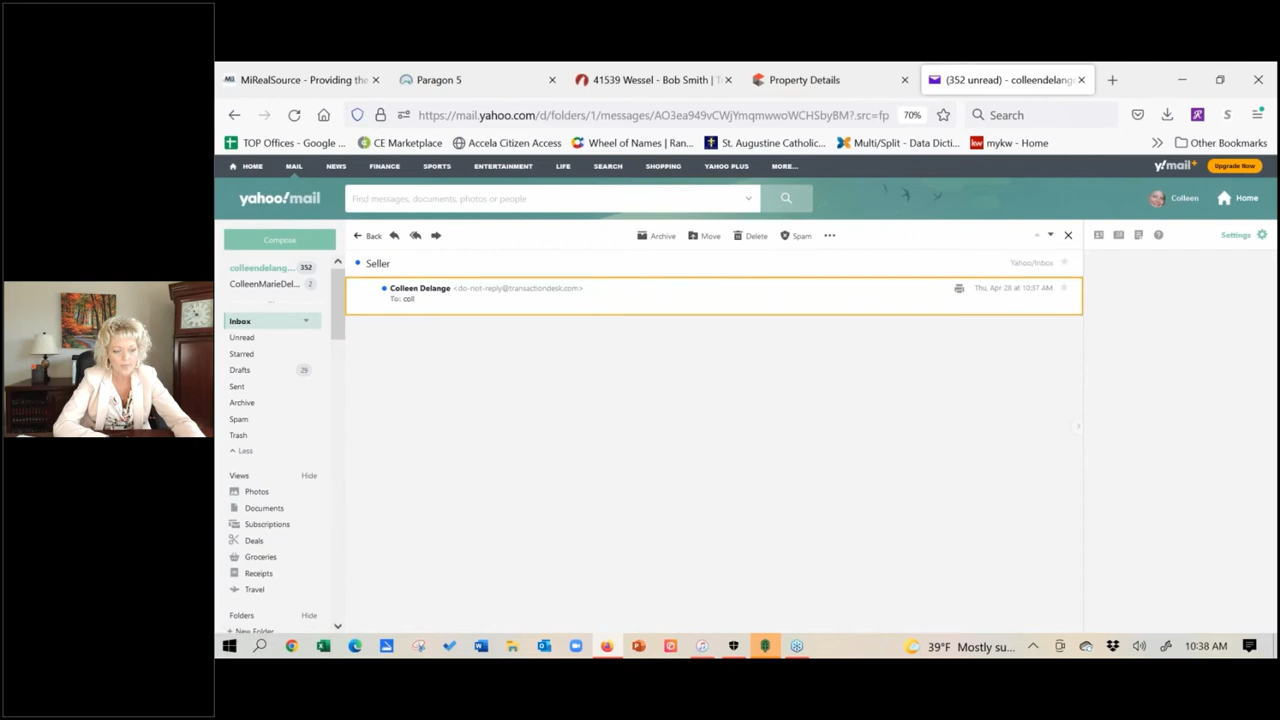 MiRealSource - Providing the
Paragon 5
41539 Wessel - Bob Smith | T
Property Details
(352 unread) - colleendelang
https://mail.yahoo.com/d/folders/1/messages/AO3ea949vCWjYmqmwwoWCHSbyBM?.src=fp
70%
Search
TOP Offices - Google ...
CE Marketplace
Accela Citizen Access
Wheel of Names | Ran...
St. Augustine Catholic...
Multi/Split - Data Dicti...
kw mykw - Home
Other Bookmarks
HOME MAIL NEWS FINANCE SPORTS ENTERTAINMENT LIFE SEARCH SHOPPING YAHOO PLUS MORE...
y!mail+ Upgrade Now
yahoo!mail
Find messages, documents, photos or people
Colleen
Home
Compose
Back
Archive
Move
Delete
Spam
Settings
colleendelang... 352
ColleenMarieDel... 2
...
Inbox
Unread
Starred
Drafts 29
Sent
Archive
Spam
Trash
Less
Views Hide
Photos
Documents
Subscriptions
Deals
Groceries
Receipts
Travel
Folders Hide
+ New Folder
Seller
Yahoo/Inbox
Colleen Delange <do-not-reply@transactiondesk.com>
Thu, Apr 28 at 10:37 AM
To: coll
39°F Mostly su...
10:38 AM